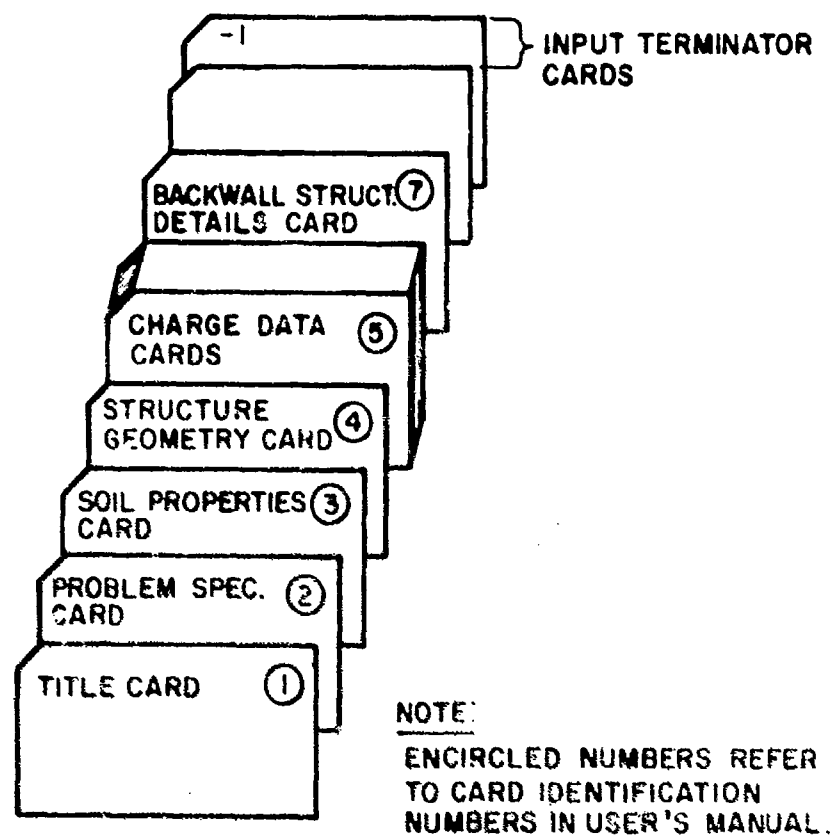 -1
INPUT TERMINATOR
CARDS
BACKWALL STRUCT. 7
DETAILS CARD
CHARGE DATA 5
CARDS
STRUCTURE
GEOMETRY CARD 4
SOIL PROPERTIES 3
CARD
PROBLEM SPEC. 2
CARD
TITLE CARD 1
NOTE:
ENCIRCLED NUMBERS REFER
TO CARD IDENTIFICATION
NUMBERS IN USER'S MANUAL.